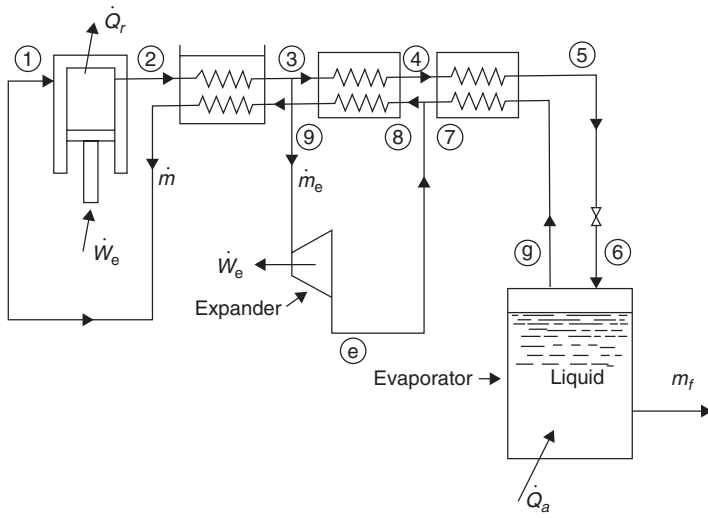 Q̇r
1
2
3
4
5
9
8
7
ṁ
ṁe
Ẇe
Ẇe
Expander
g
6
e
Evaporator
Liquid
mf
Q̇a